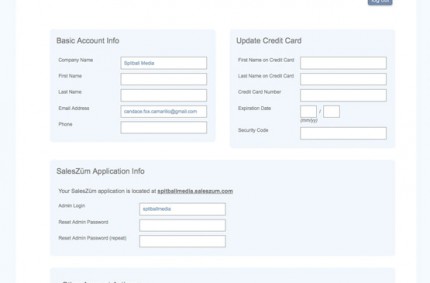 log out
Basic Account Info
Company Name
Spitball Media
First Name
Last Name
Email Address
candace.fox.camarillo@gmail.com
Phone
Update Credit Card
First Name on Credit Card
Last Name on Credit Card
Credit Card Number
Expiration Date
/
(mm/yy)
Security Code
SalesZüm Application Info
Your SalesZüm application is located at spitballmedia.saleszum.com
Admin Login
spitballmedia
Reset Admin Password
Reset Admin Password (repeat)